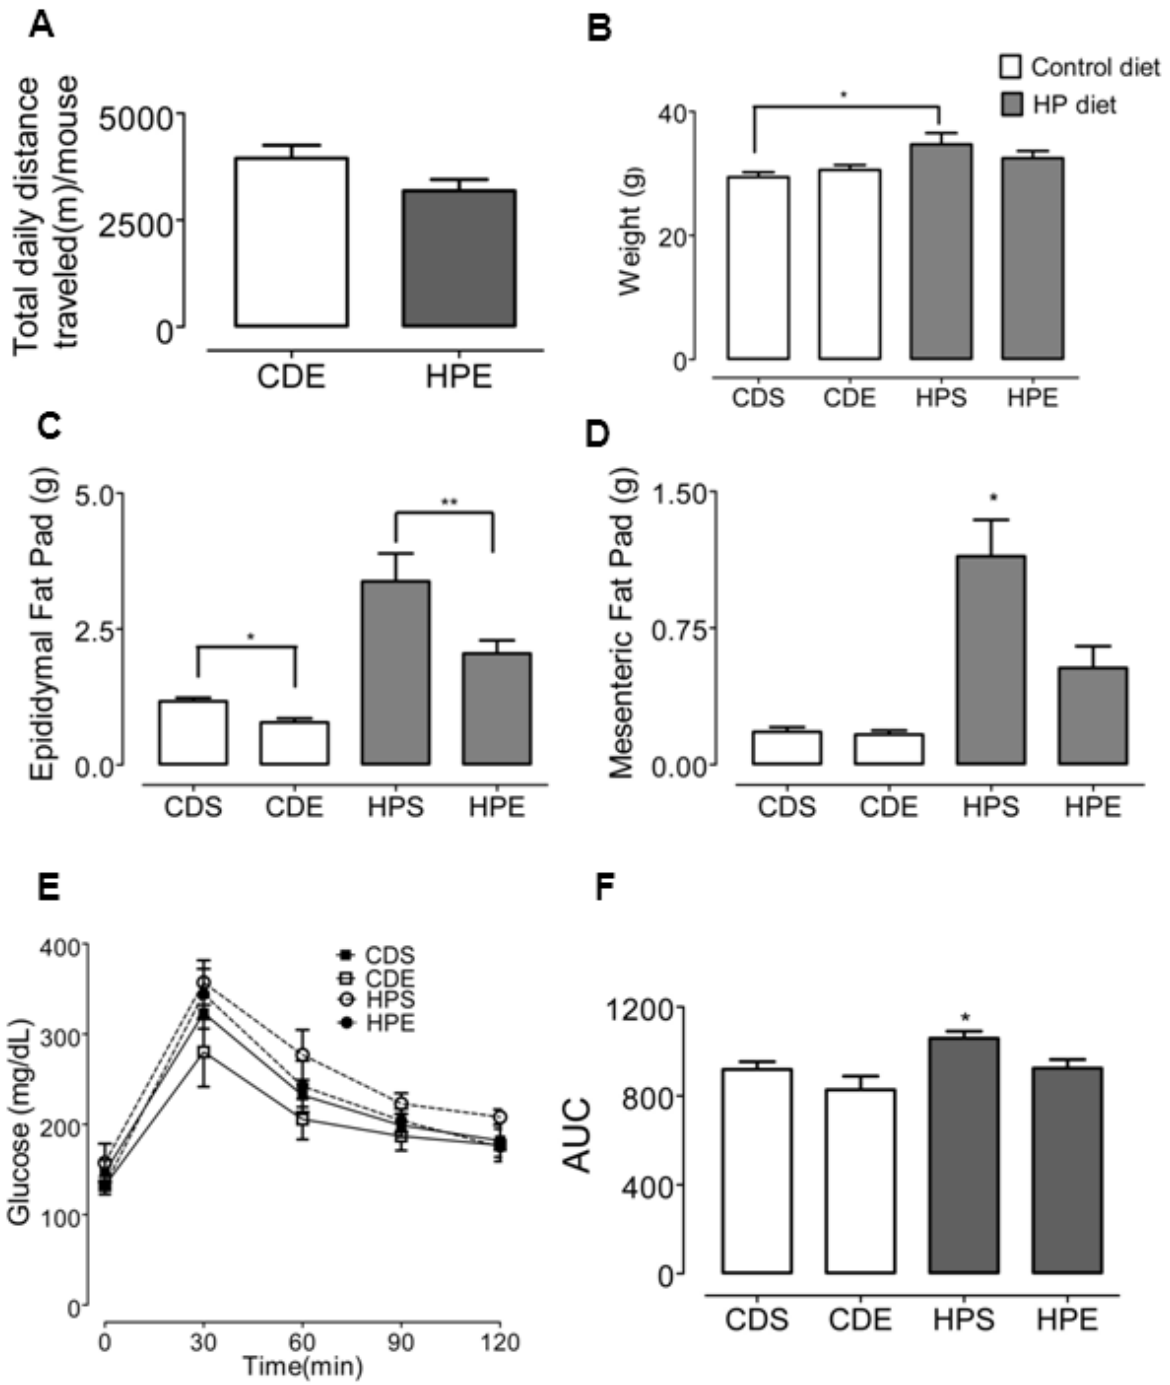 A
Total daily distance
traveled(m)/mouse
5000
2500
0
CDE
HPE
B
Control diet
HP diet
Weight (g)
40
20
0
*
CDS
CDE
HPS
HPE
C
Epididymal Fat Pad (g)
5.0
2.5
0.0
*
**
CDS
CDE
HPS
HPE
D
Mesenteric Fat Pad (g)
1.50
0.75
0.00
*
CDS
CDE
HPS
HPE
E
Glucose (mg/dL)
400
300
200
100
0
CDS
CDE
HPS
HPE
0
30
60
90
120
Time(min)
F
AUC
1200
800
400
0
*
CDS
CDE
HPS
HPE